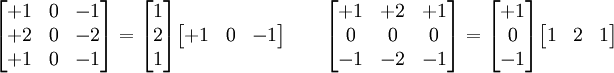 [+1 0 −1] = [1] [+1 0 −1]   [+1 +2 +1] = [+1] [1 2 1]
[+2 0 −2]   [2]   [0 0 0]   [0]
[+1 0 −1]   [1]   [−1 −2 −1]   [−1]